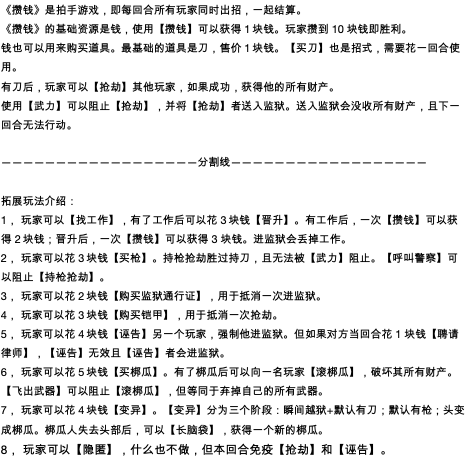 《攒钱》是拍手游戏，即每回合所有玩家同时出招，一起结算。
《攒钱》的基础资源是钱，使用【攒钱】可以获得 1 块钱。玩家攒到 10 块钱即胜利。
钱也可以用来购买道具。最基础的道具是刀，售价 1 块钱。【买刀】也是招式，需要花一回合使
用。
有刀后，玩家可以【抢劫】其他玩家，如果成功，获得他的所有财产。
使用【武力】可以阻止【抢劫】，并将【抢劫】者送入监狱。送入监狱会没收所有财产，且下一
回合无法行动。
——————————————————分割线——————————————————
拓展玩法介绍：
1，玩家可以【找工作】，有了工作后可以花 3 块钱【晋升】。有工作后，一次【攒钱】可以获
得 2 块钱；晋升后，一次【攒钱】可以获得 3 块钱。进监狱会丢掉工作。
2，玩家可以花 3 块钱【买枪】。持枪抢劫胜过持刀，且无法被【武力】阻止。【呼叫警察】可
以阻止【持枪抢劫】。
3，玩家可以花 2 块钱【购买监狱通行证】，用于抵消一次进监狱。
4，玩家可以花 3 块钱【购买铠甲】，用于抵消一次抢劫。
5，玩家可以花 4 块钱【诬告】另一个玩家，强制他进监狱。但如果对方当回合花 1 块钱【聘请
律师】，【诬告】无效且【诬告】者会进监狱。
6，玩家可以花 5 块钱【买梆瓜】。有了梆瓜后可以向一名玩家【滚梆瓜】，破坏其所有财产。
【飞出武器】可以阻止【滚梆瓜】，但等同于弃掉自己的所有武器。
7，玩家可以花 4 块钱【变异】。【变异】分为三个阶段：瞬间越狱+默认有刀；默认有枪；头变
成梆瓜。梆瓜人失去头部后，可以【长脑袋】，获得一个新的梆瓜。
8，玩家可以【隐匿】，什么也不做，但本回合免疫【抢劫】和【诬告】。